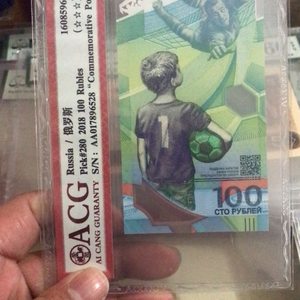 1608596
(☆☆☆
Russia / 俄罗斯
Pick#280 2018 100 Rubles
S/N: AA017896528 "Commemorative Po
ACG
AI CANG GUARANTY
1
100
СТО РУБЛЕЙ